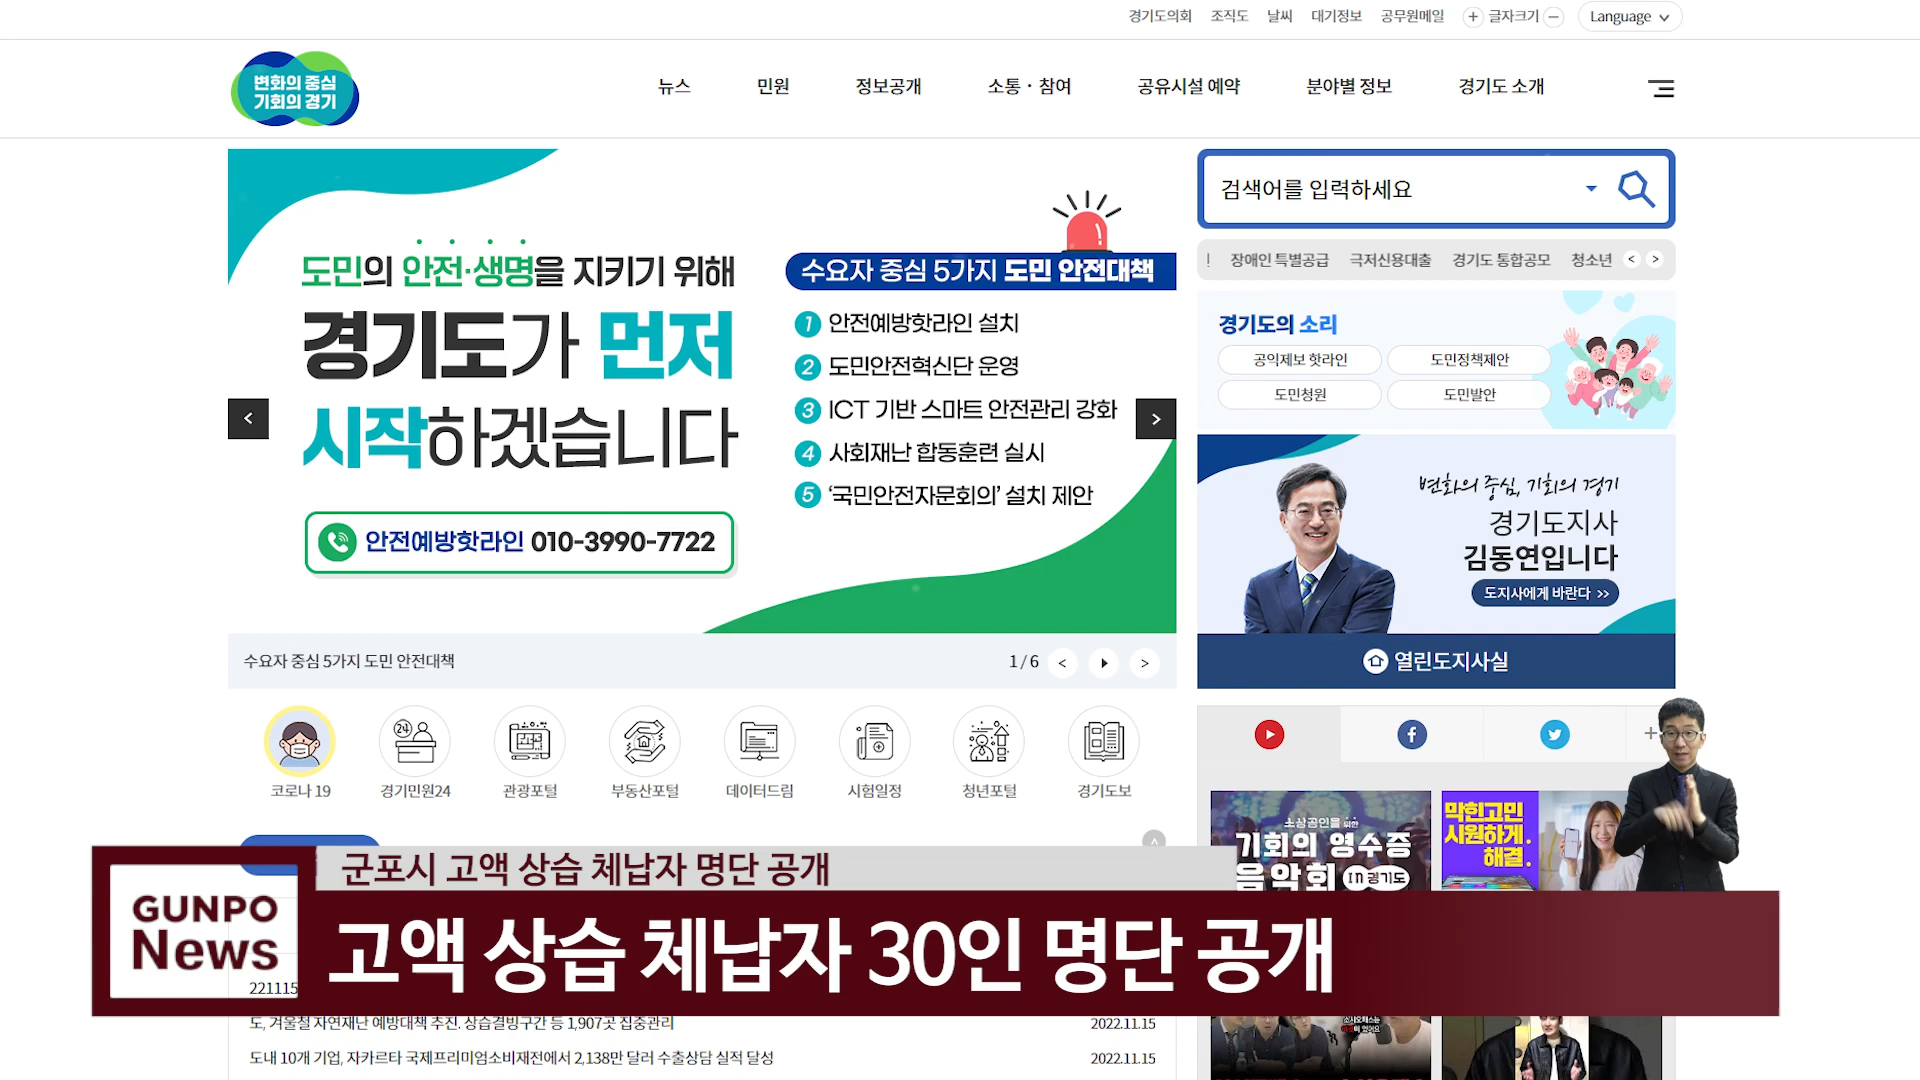 경기도의회 조직도 날씨 대기정보 공무원메일 + 글자크기 − Language
변화의 중심
기회의 경기
뉴스 민원 정보공개 소통 · 참여 공유시설 예약 분야별 정보 경기도 소개
도민의 안전·생명을 지키기 위해
경기도가 먼저
시작하겠습니다
안전예방핫라인 010-3990-7722
수요자 중심 5가지 도민 안전대책
1 안전예방핫라인 설치
2 도민안전혁신단 운영
3 ICT 기반 스마트 안전관리 강화
4 사회재난 합동훈련 실시
5 ‘국민안전자문회의’ 설치 제안
수요자 중심 5가지 도민 안전대책
1 / 6
검색어를 입력하세요
장애인 특별공급 극저신용대출 경기도 통합공모 청소년
경기도의 소리
공익제보 핫라인 도민정책제안
도민청원 도민발안
변화의 중심, 기회의 경기
경기도지사
김동연입니다
도지사에게 바란다 >>
열린도지사실
24
코로나 19 경기민원24 관광포털 부동산포털 데이터드림 시험일정 청년포털 경기도보
소상공인을 위한
기회의 영수증
음악회 in 경기도
막힌고민
시원하게.
해결.
군포시 고액 상습 체납자 명단 공개
GUNPO
News
고액 상습 체납자 30인 명단 공개
221115
도, 겨울철 자연재난 예방대책 추진. 상습결빙구간 등 1,907곳 집중관리 2022.11.15
도내 10개 기업, 자카르타 국제프리미엄소비재전에서 2,138만 달러 수출상담 실적 달성 2022.11.15